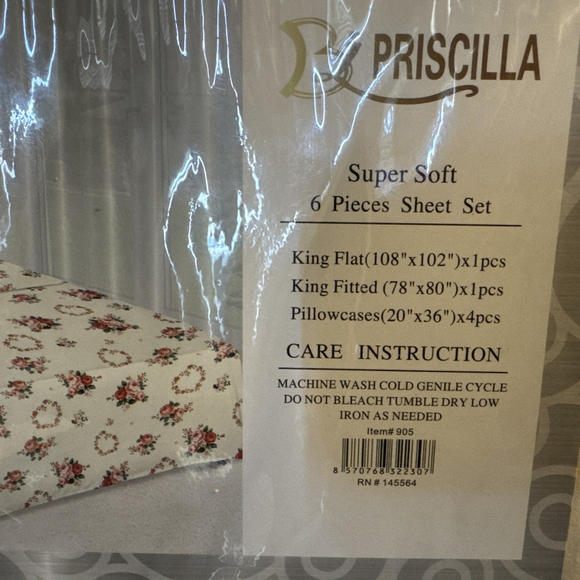 PRISCILLA
Super Soft
6 Pieces Sheet Set
King Flat(108"x102")x1pcs
King Fitted (78"x80")x1pcs
Pillowcases(20"x36")x4pcs
CARE INSTRUCTION
MACHINE WASH COLD GENILE CYCLE
DO NOT BLEACH TUMBLE DRY LOW
IRON AS NEEDED
Item# 905
8 570768 322307
RN # 145564